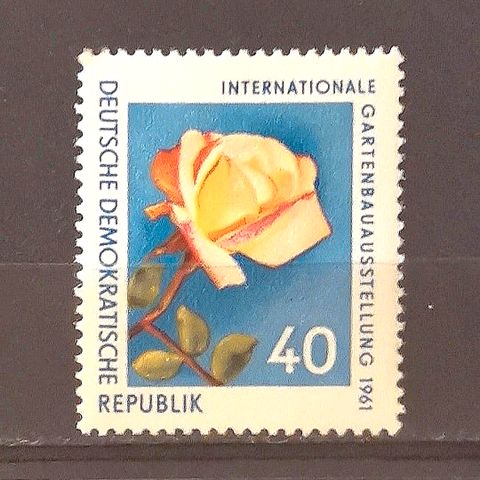 INTERNATIONALE
GARTENBAUAUSSTELLUNG 1961
DEUTSCHE DEMOKRATISCHE
REPUBLIK
40